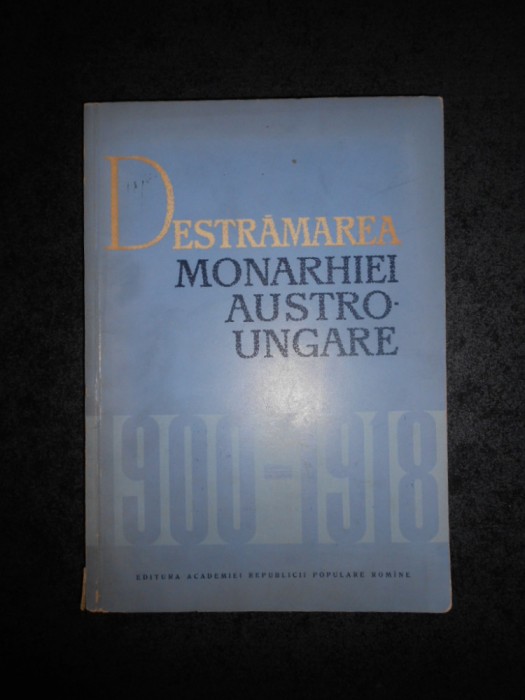 DESTRĂMAREA
MONARHIEI
AUSTRO-
UNGARE
1900-1918
EDITURA ACADEMIEI REPUBLICII POPULARE ROMÎNE